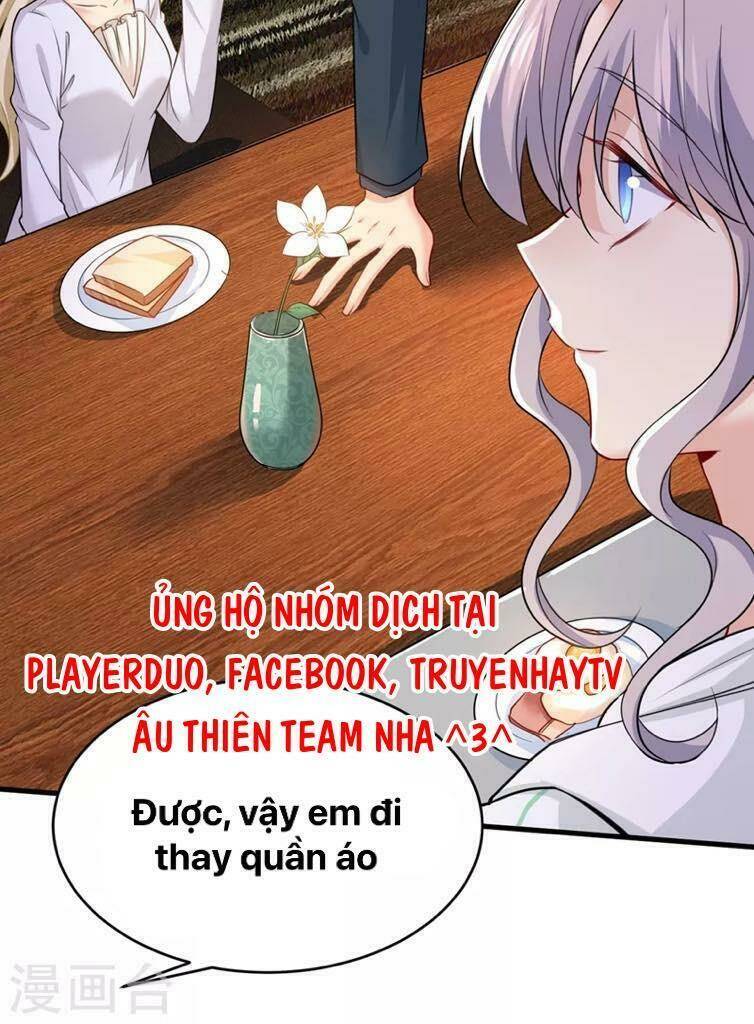 ỦNG HỘ NHÓM DỊCH TẠI
PLAYERDUO, FACEBOOK, TRUYENHAYTV
ÂU THIÊN TEAM NHA ^3^
Được, vậy em đi
thay quần áo
漫画台